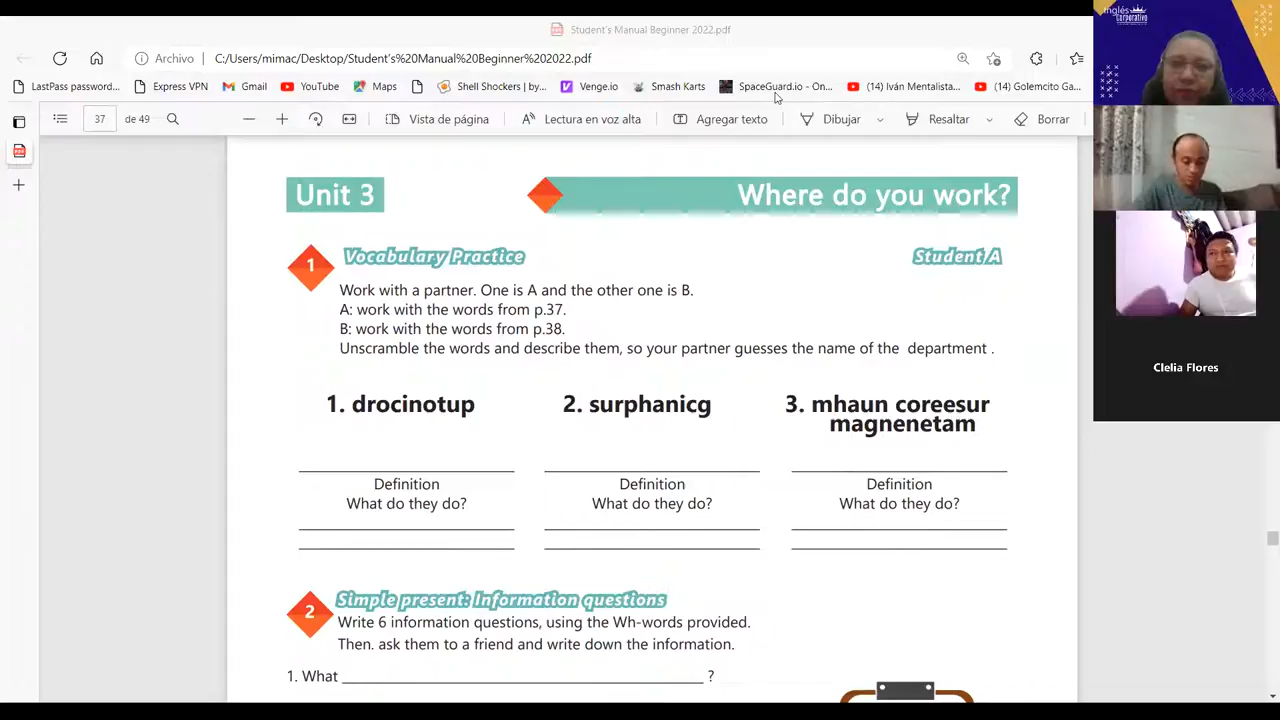 Student's Manual Beginner 2022.pdf
Archivo
C:/Users/mimac/Desktop/Student's%20Manual%20Beginner%202022.pdf
LastPass password...
Express VPN
Gmail
YouTube
Maps
Shell Shockers | by...
Venge.io
Smash Karts
SpaceGuard.io - On...
(14) Iván Mentalista...
(14) Golemcito Ga...
37
de 49
Vista de página
Lectura en voz alta
Agregar texto
Dibujar
Resaltar
Borrar
Unit 3
Where do you work?
1
Vocabulary Practice
Student A
Work with a partner. One is A and the other one is B.
A: work with the words from p.37.
B: work with the words from p.38.
Unscramble the words and describe them, so your partner guesses the name of the department .
1. drocinotup
2. surphanicg
3. mhaun coreesur
magnenetam
Definition
What do they do?
Definition
What do they do?
Definition
What do they do?
2
Simple present: Information questions
Write 6 information questions, using the Wh-words provided.
Then. ask them to a friend and write down the information.
1. What ?
Inglés
Corporativo
Clelia Flores